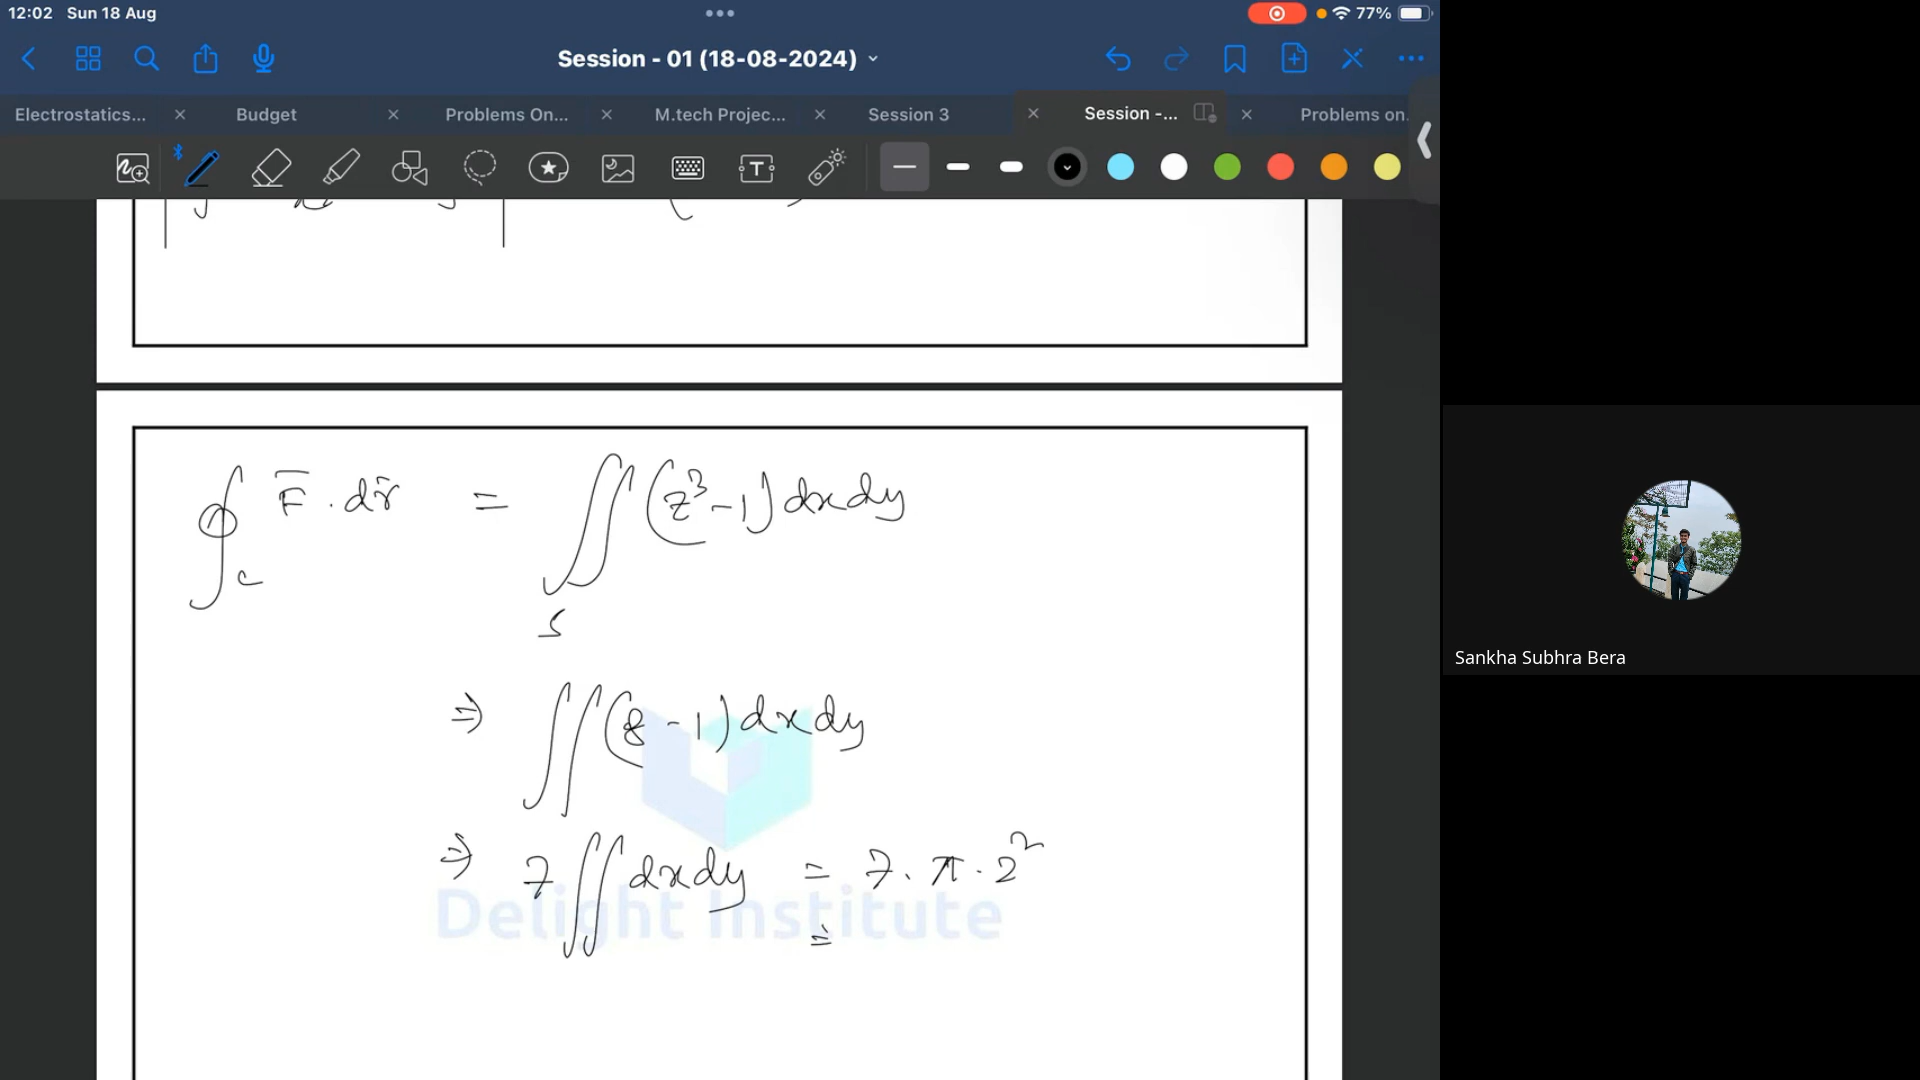 12:02 Sun 18 Aug
77%
Session - 01 (18-08-2024)
Electrostatics...
Budget
Problems On...
M.tech Projec...
Session 3
Session -...
Problems on.
∮_c F̅ . dr̅ = ∬_S (z³ - 1) dx dy
⇒ ∬ (8 - 1) dx dy
⇒ 7 ∬ dx dy = 7 . π . 2²
=
Delight Institute
Sankha Subhra Bera